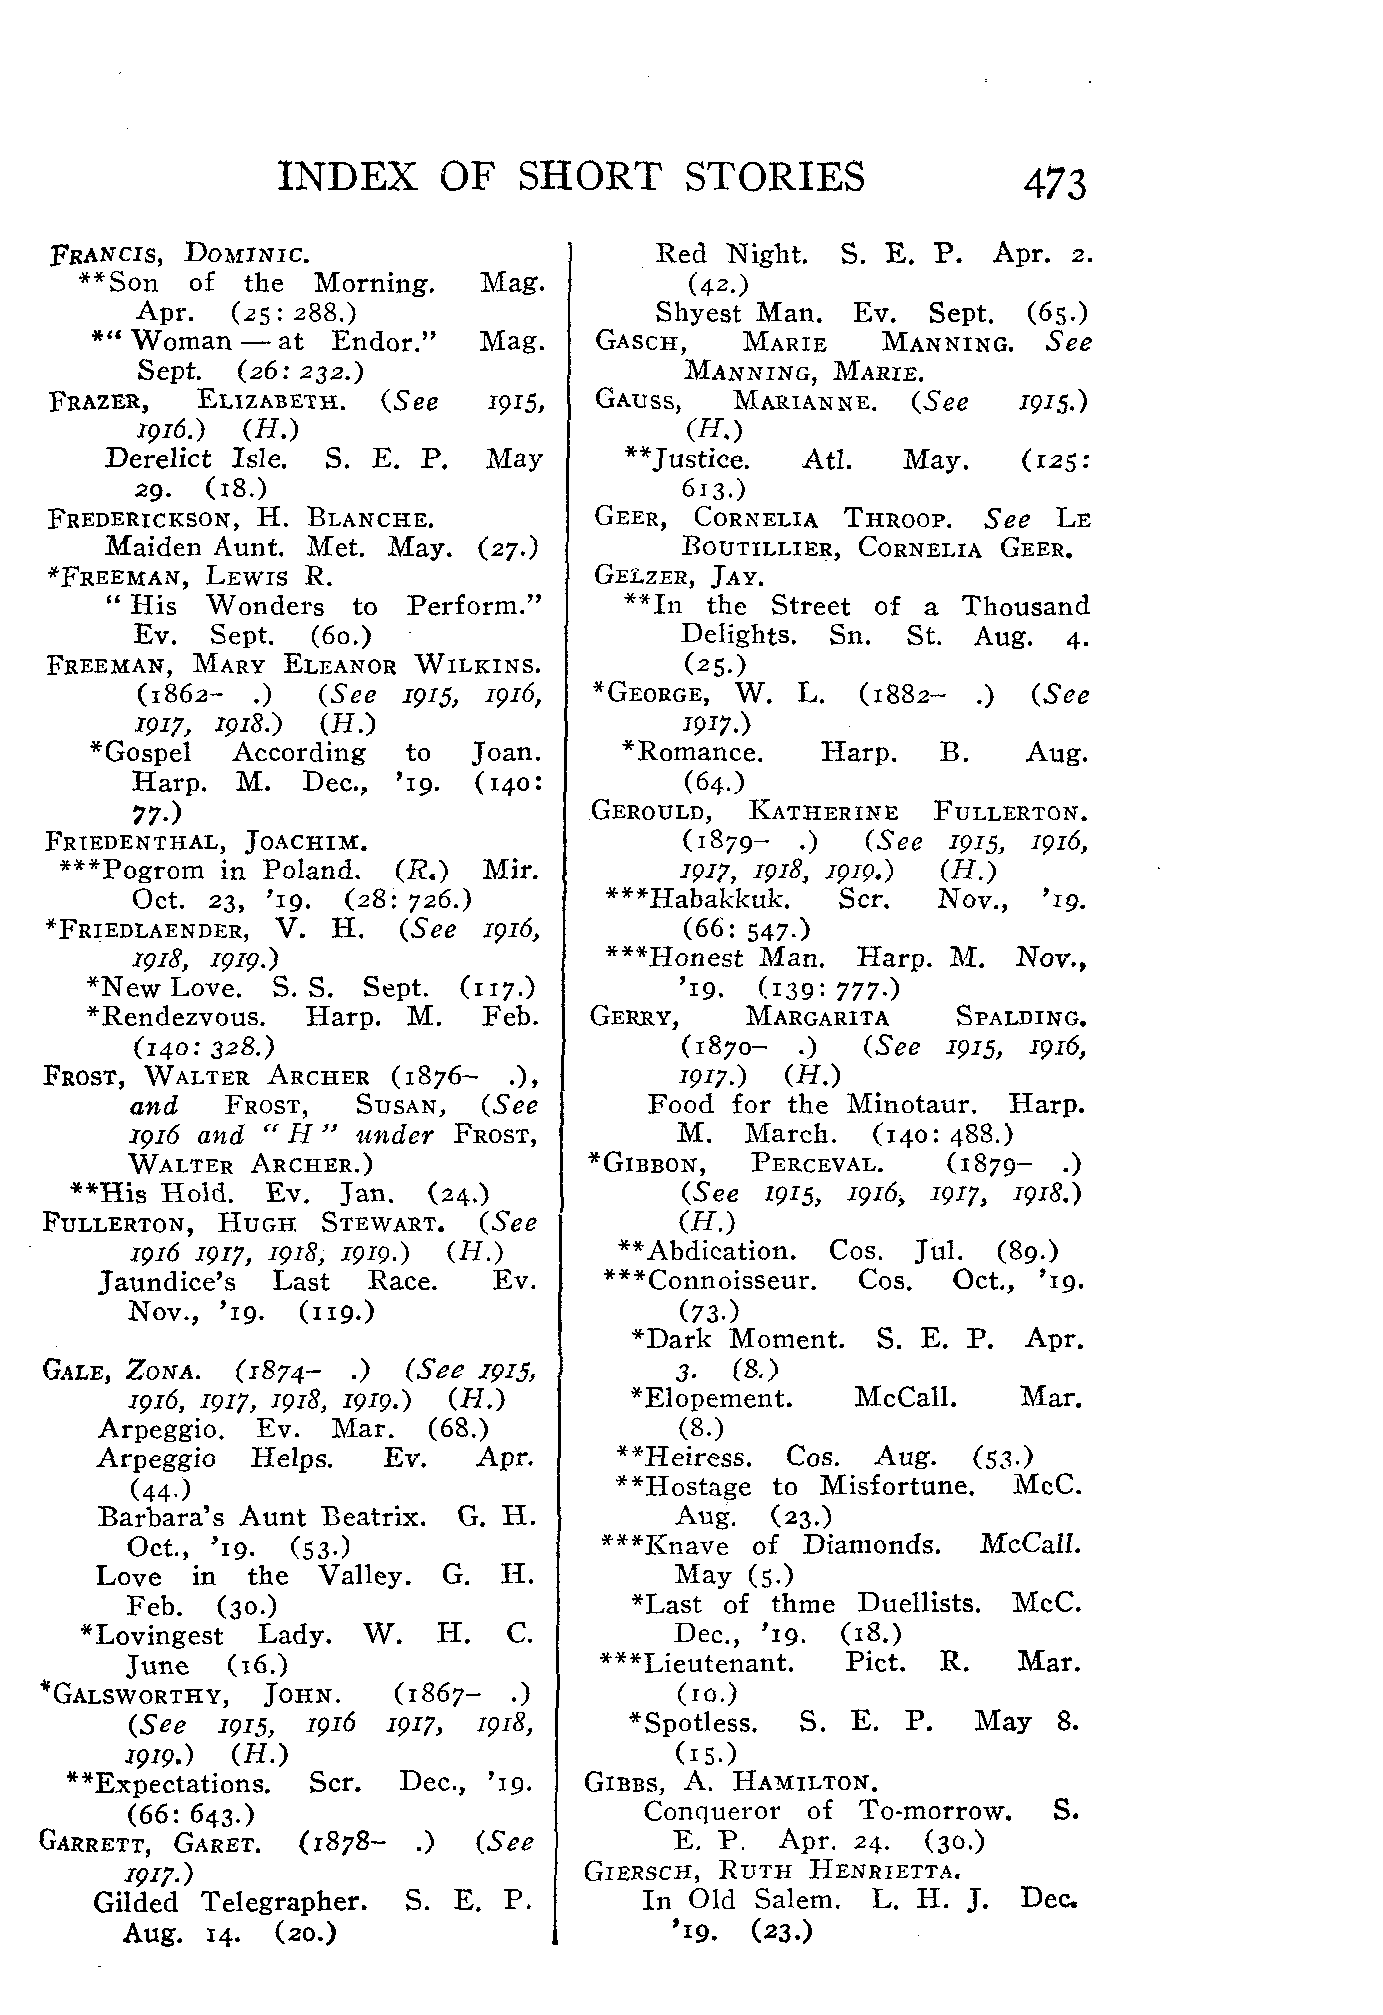 INDEX OF SHORT STORIES 473
FRANCIS, DOMINIC.
**Son of the Morning. Mag.
Apr. (25: 288.)
*“ Woman — at Endor.” Mag.
Sept. (26: 232.)
FRAZER, ELIZABETH. (See 1915,
1916.) (H.)
Derelict Isle. S. E. P. May
29. (18.)
FREDERICKSON, H. BLANCHE.
Maiden Aunt. Met. May. (27.)
*FREEMAN, LEWIS R.
“ His Wonders to Perform.”
Ev. Sept. (60.)
FREEMAN, MARY ELEANOR WILKINS.
(1862– .) (See 1915, 1916,
1917, 1918.) (H.)
*Gospel According to Joan.
Harp. M. Dec., ’19. (140:
77.)
FRIEDENTHAL, JOACHIM.
***Pogrom in Poland. (R.) Mir.
Oct. 23, ’19. (28: 726.)
*FRIEDLAENDER, V. H. (See 1916,
1918, 1919.)
*New Love. S. S. Sept. (117.)
*Rendezvous. Harp. M. Feb.
(140: 328.)
FROST, WALTER ARCHER (1876– .),
and FROST, SUSAN, (See
1916 and “ H ” under FROST,
WALTER ARCHER.)
**His Hold. Ev. Jan. (24.)
FULLERTON, HUGH STEWART. (See
1916 1917, 1918, 1919.) (H.)
Jaundice’s Last Race. Ev.
Nov., ’19. (119.)
GALE, ZONA. (1874– .) (See 1915,
1916, 1917, 1918, 1919.) (H.)
Arpeggio. Ev. Mar. (68.)
Arpeggio Helps. Ev. Apr.
(44.)
Barbara’s Aunt Beatrix. G. H.
Oct., ’19. (53.)
Love in the Valley. G. H.
Feb. (30.)
*Lovingest Lady. W. H. C.
June (16.)
*GALSWORTHY, JOHN. (1867– .)
(See 1915, 1916 1917, 1918,
1919.) (H.)
**Expectations. Scr. Dec., ’19.
(66: 643.)
GARRETT, GARET. (1878– .) (See
1917.)
Gilded Telegrapher. S. E. P.
Aug. 14. (20.)
Red Night. S. E. P. Apr. 2.
(42.)
Shyest Man. Ev. Sept. (65.)
GASCH, MARIE MANNING. See
MANNING, MARIE.
GAUSS, MARIANNE. (See 1915.)
(H.)
**Justice. Atl. May. (125:
613.)
GEER, CORNELIA THROOP. See LE
BOUTILLIER, CORNELIA GEER.
GELZER, JAY.
**In the Street of a Thousand
Delights. Sn. St. Aug. 4.
(25.)
*GEORGE, W. L. (1882– .) (See
1917.)
*Romance. Harp. B. Aug.
(64.)
GEROULD, KATHERINE FULLERTON.
(1879– .) (See 1915, 1916,
1917, 1918, 1919.) (H.)
***Habakkuk. Scr. Nov., ’19.
(66: 547.)
***Honest Man. Harp. M. Nov.,
’19. (139: 777.)
GERRY, MARGARITA SPALDING.
(1870– .) (See 1915, 1916,
1917.) (H.)
Food for the Minotaur. Harp.
M. March. (140: 488.)
*GIBBON, PERCEVAL. (1879– .)
(See 1915, 1916, 1917, 1918.)
(H.)
**Abdication. Cos. Jul. (89.)
***Connoisseur. Cos. Oct., ’19.
(73.)
*Dark Moment. S. E. P. Apr.
3. (8.)
*Elopement. McCall. Mar.
(8.)
**Heiress. Cos. Aug. (53.)
**Hostage to Misfortune. McC.
Aug. (23.)
***Knave of Diamonds. McCall.
May (5.)
*Last of thme Duellists. McC.
Dec., ’19. (18.)
***Lieutenant. Pict. R. Mar.
(10.)
*Spotless. S. E. P. May 8.
(15.)
GIBBS, A. HAMILTON.
Conqueror of To-morrow. S.
E. P. Apr. 24. (30.)
GIERSCH, RUTH HENRIETTA.
In Old Salem. L. H. J. Dec.
’19. (23.)